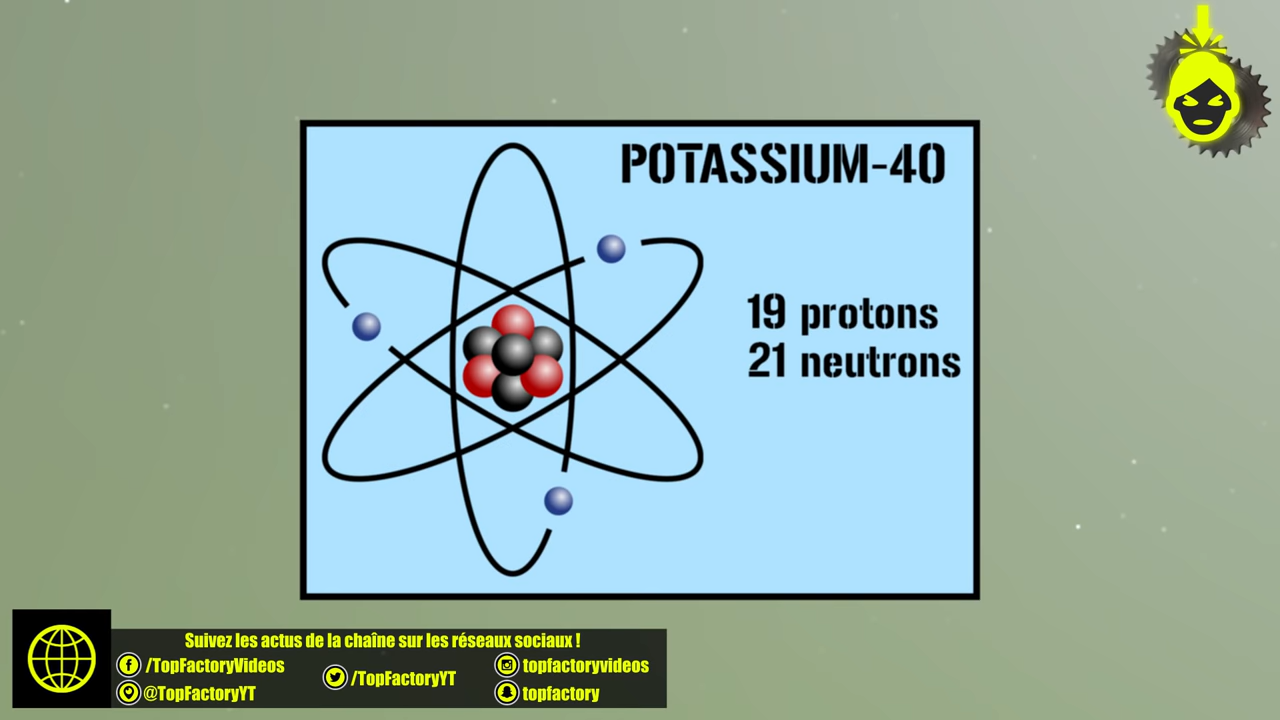 POTASSIUM-40
19 protons
21 neutrons
Suivez les actus de la chaîne sur les réseaux sociaux !
/TopFactoryVideos
/TopFactoryYT
topfactoryvideos
@TopFactoryYT
topfactory